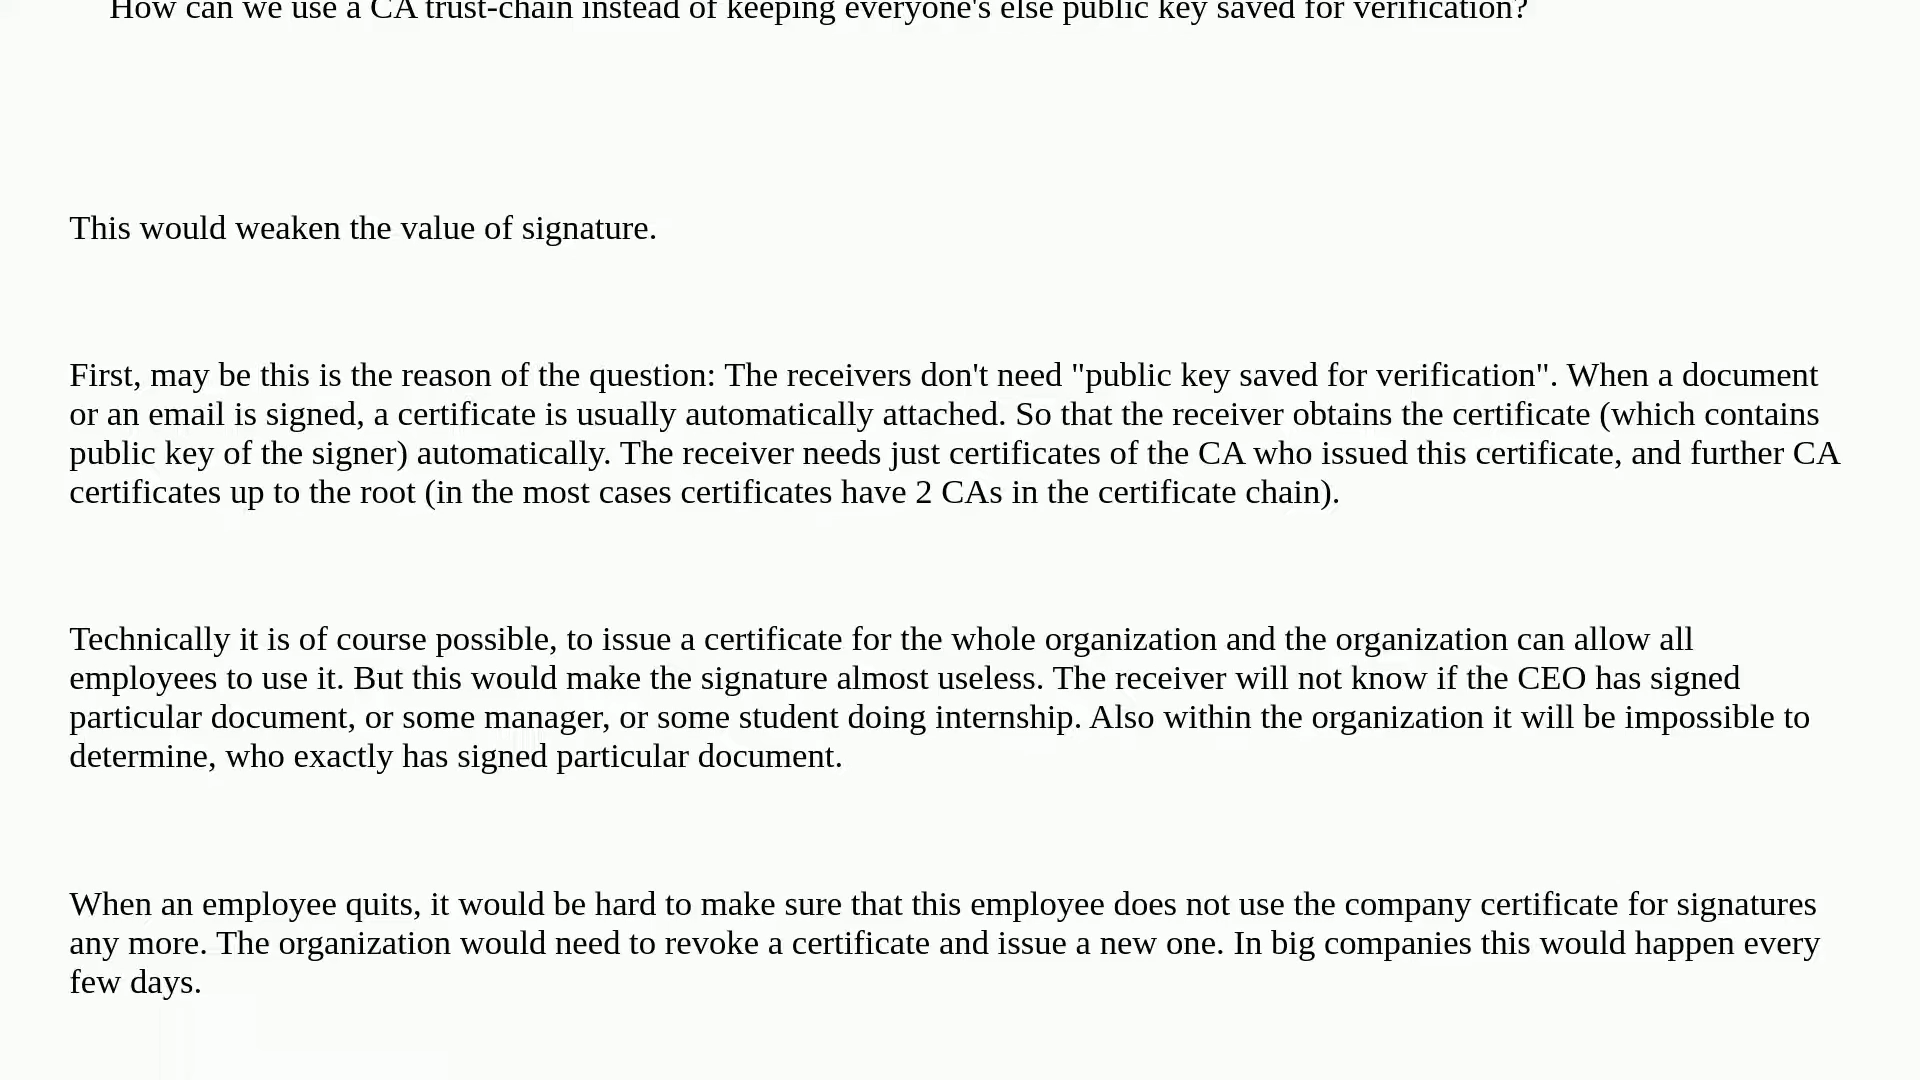 How can we use a CA trust-chain instead of keeping everyone's else public key saved for verification?
This would weaken the value of signature.
First, may be this is the reason of the question: The receivers don't need "public key saved for verification". When a document
or an email is signed, a certificate is usually automatically attached. So that the receiver obtains the certificate (which contains
public key of the signer) automatically. The receiver needs just certificates of the CA who issued this certificate, and further CA
certificates up to the root (in the most cases certificates have 2 CAs in the certificate chain).
Technically it is of course possible, to issue a certificate for the whole organization and the organization can allow all
employees to use it. But this would make the signature almost useless. The receiver will not know if the CEO has signed
particular document, or some manager, or some student doing internship. Also within the organization it will be impossible to
determine, who exactly has signed particular document.
When an employee quits, it would be hard to make sure that this employee does not use the company certificate for signatures
any more. The organization would need to revoke a certificate and issue a new one. In big companies this would happen every
few days.